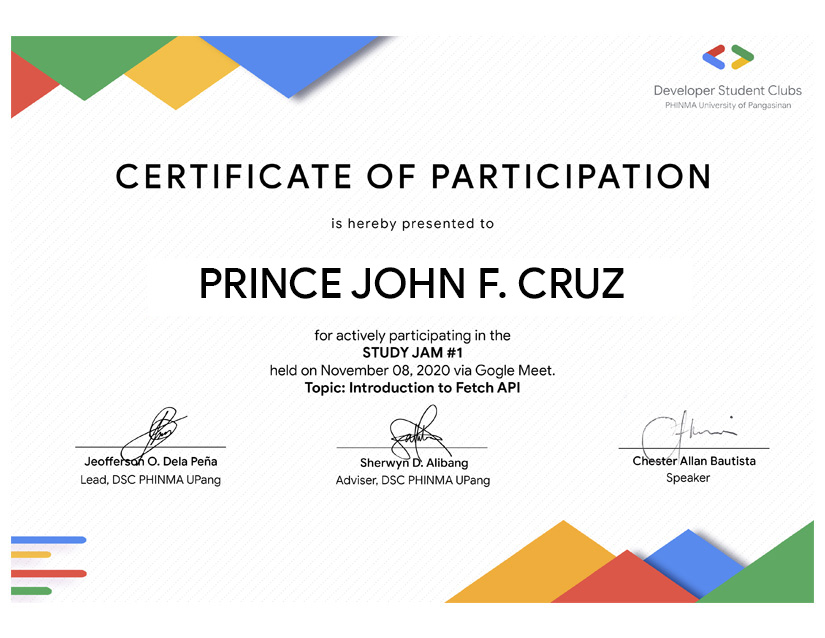 Developer Student Clubs
PHINMA University of Pangasinan
CERTIFICATE OF PARTICIPATION
is hereby presented to
PRINCE JOHN F. CRUZ
for actively participating in the
STUDY JAM #1
held on November 08, 2020 via Gogle Meet.
Topic: Introduction to Fetch API
Jeofferson O. Dela Peña
Lead, DSC PHINMA UPang
Sherwyn D. Alibang
Adviser, DSC PHINMA UPang
Chester Allan Bautista
Speaker